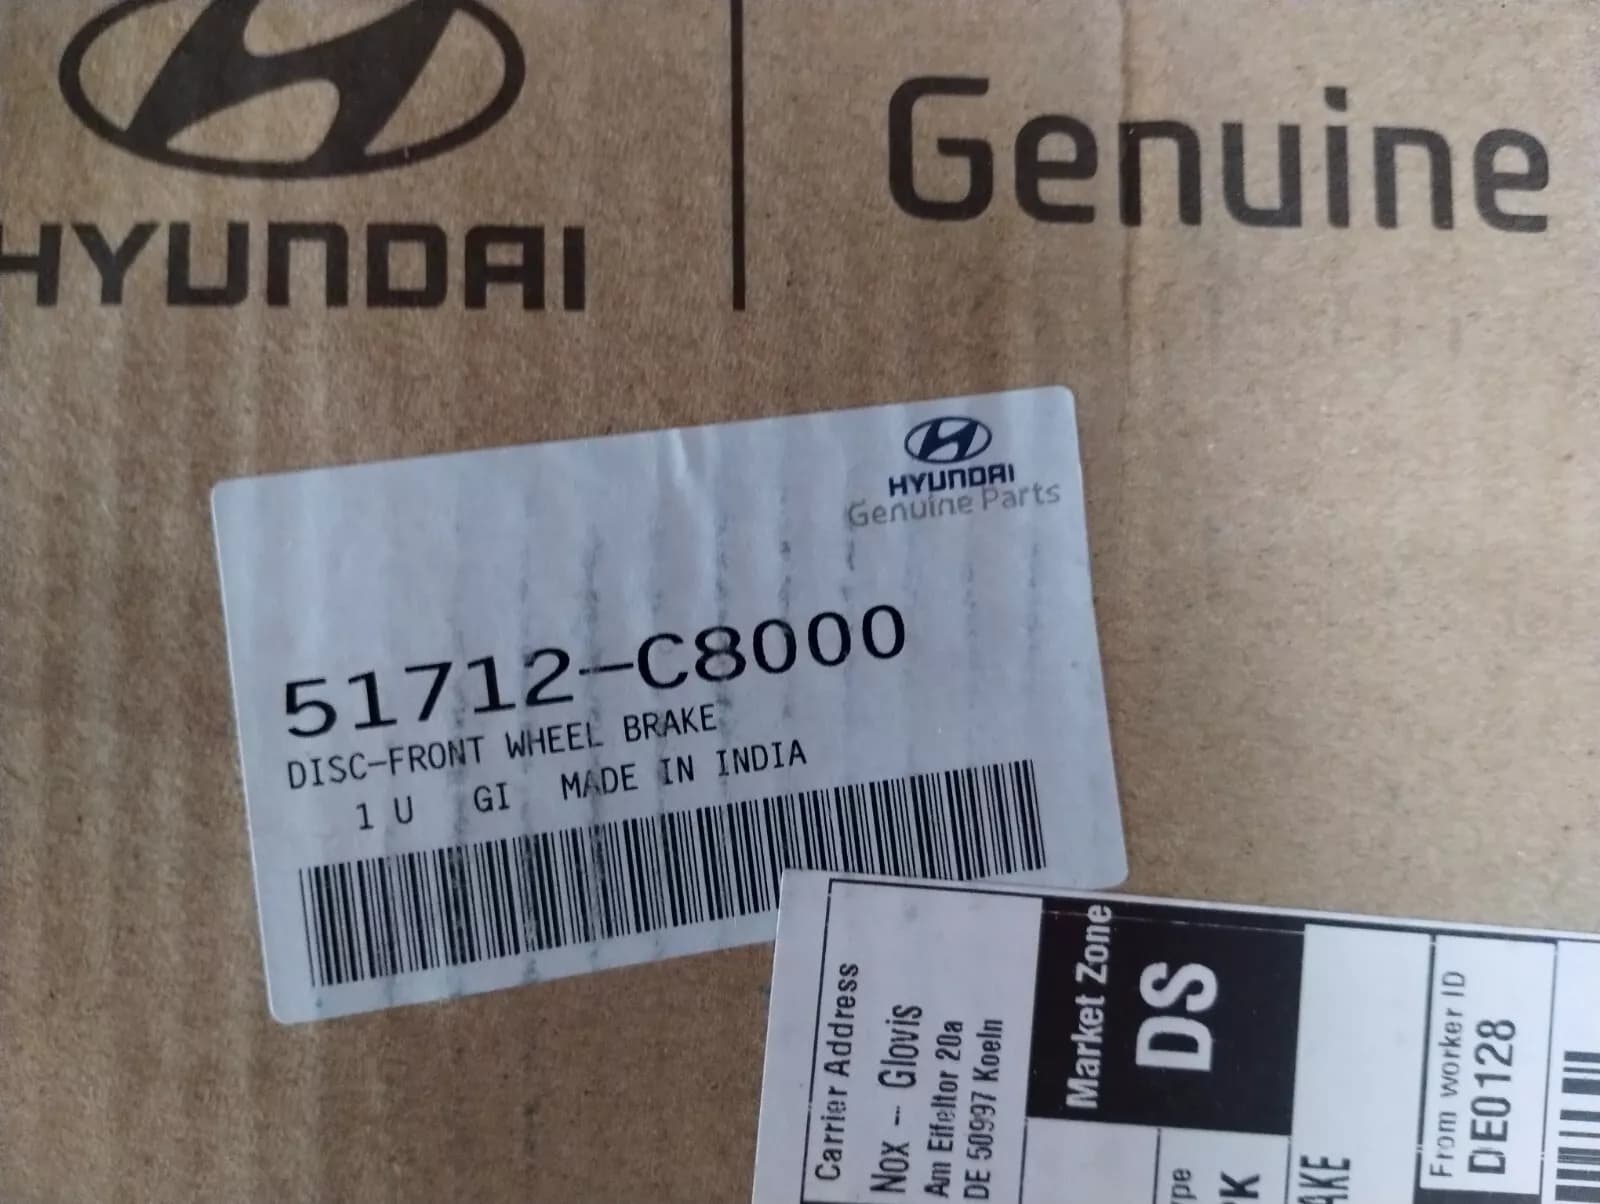 HYUNDAI
Genuine
HYUNDAI
Genuine Parts
51712-C8000
DISC-FRONT WHEEL BRAKE
1 U GI MADE IN INDIA
Carrier Address
Nox - Glovis
Am Eifeltor 20a
DE 50997 Koeln
Market Zone
DS
From worker ID
DE0128